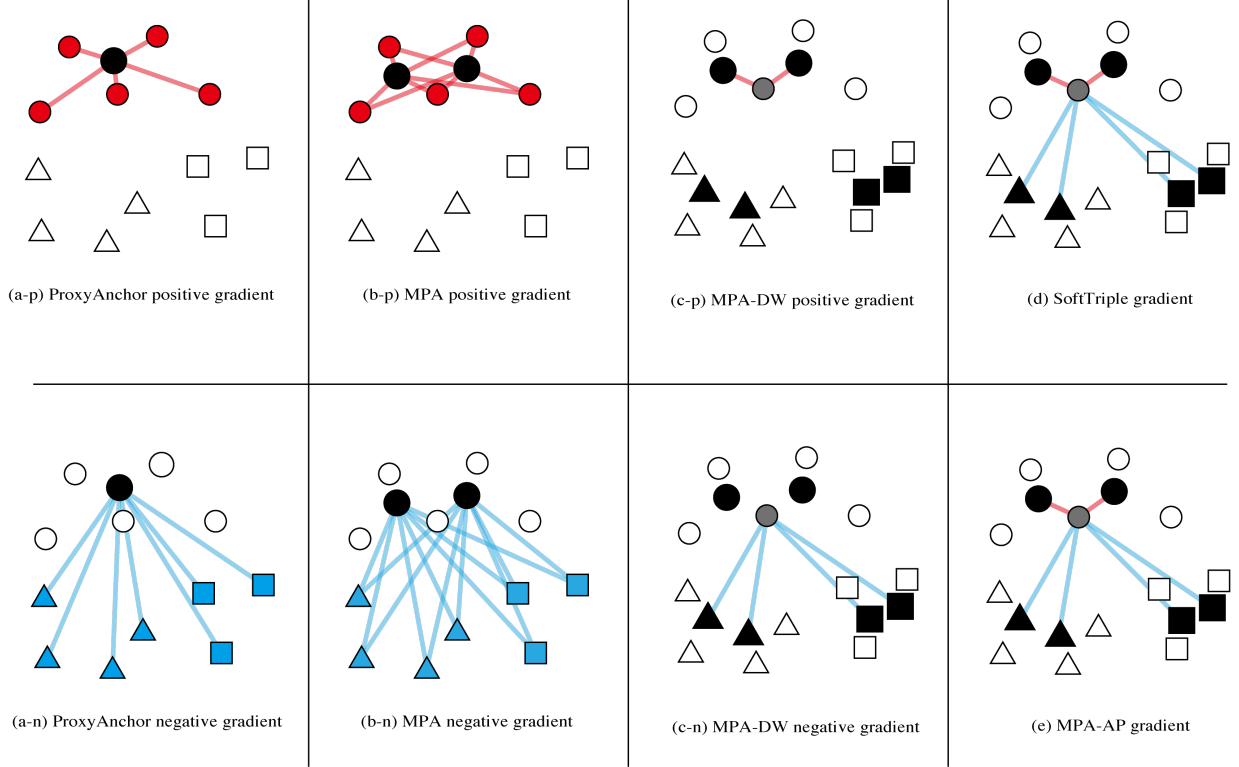 (a-p) ProxyAnchor positive gradient
(b-p) MPA positive gradient
(c-p) MPA-DW positive gradient
(d) SoftTriple gradient
(a-n) ProxyAnchor negative gradient
(b-n) MPA negative gradient
(c-n) MPA-DW negative gradient
(e) MPA-AP gradient